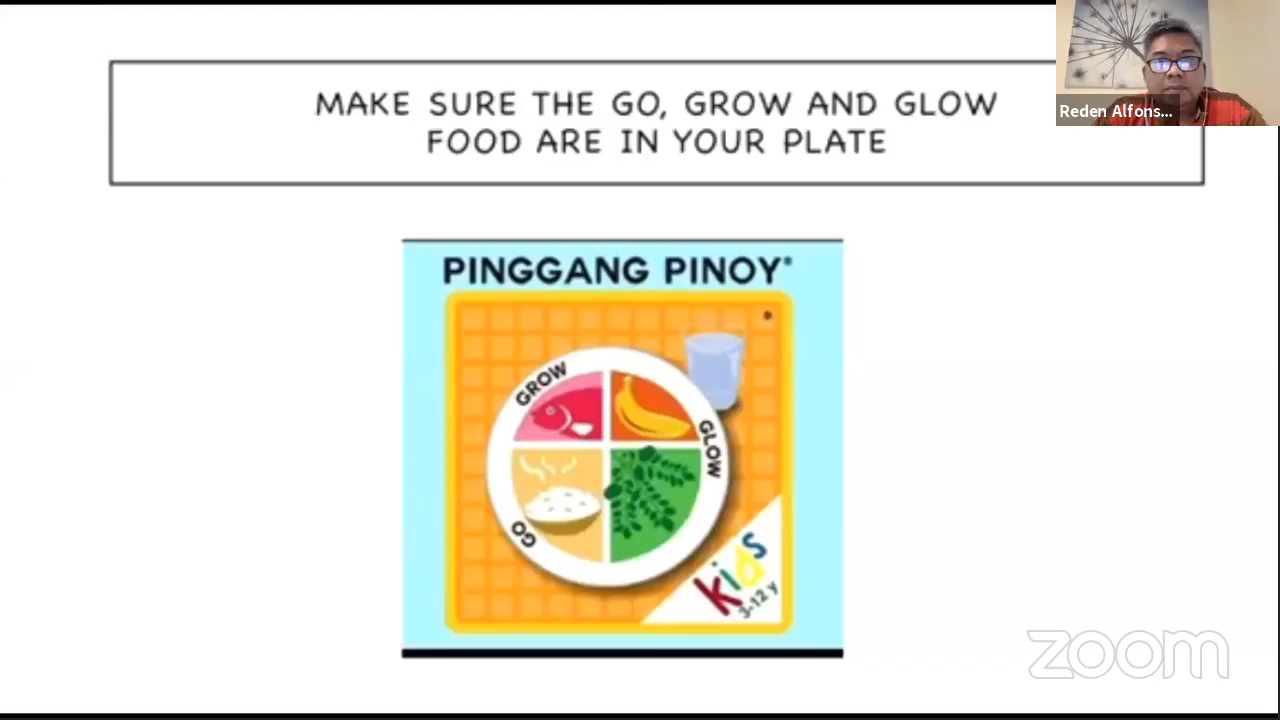 MAKE SURE THE GO, GROW AND GLOW
FOOD ARE IN YOUR PLATE
Reden Alfons...
PINGGANG PINOY®
GROW
GLOW
GO
kids
3-12 y
zoom